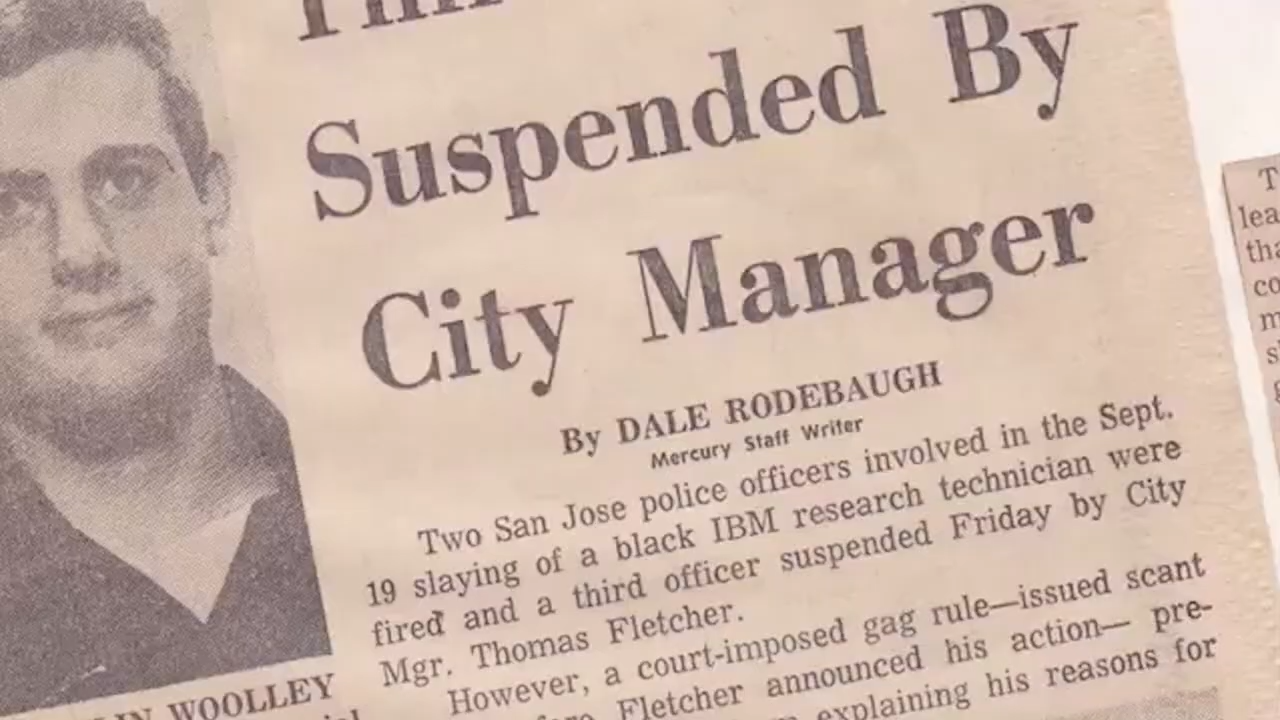 Suspended By
City Manager
By DALE RODEBAUGH
Mercury Staff Writer
Two San Jose police officers involved in the Sept.
19 slaying of a black IBM research technician were
fired and a third officer suspended Friday by City
Mgr. Thomas Fletcher.
However, a court-imposed gag rule—issued scant
Fletcher announced his action— pre-
explaining his reasons for
WOOLLEY